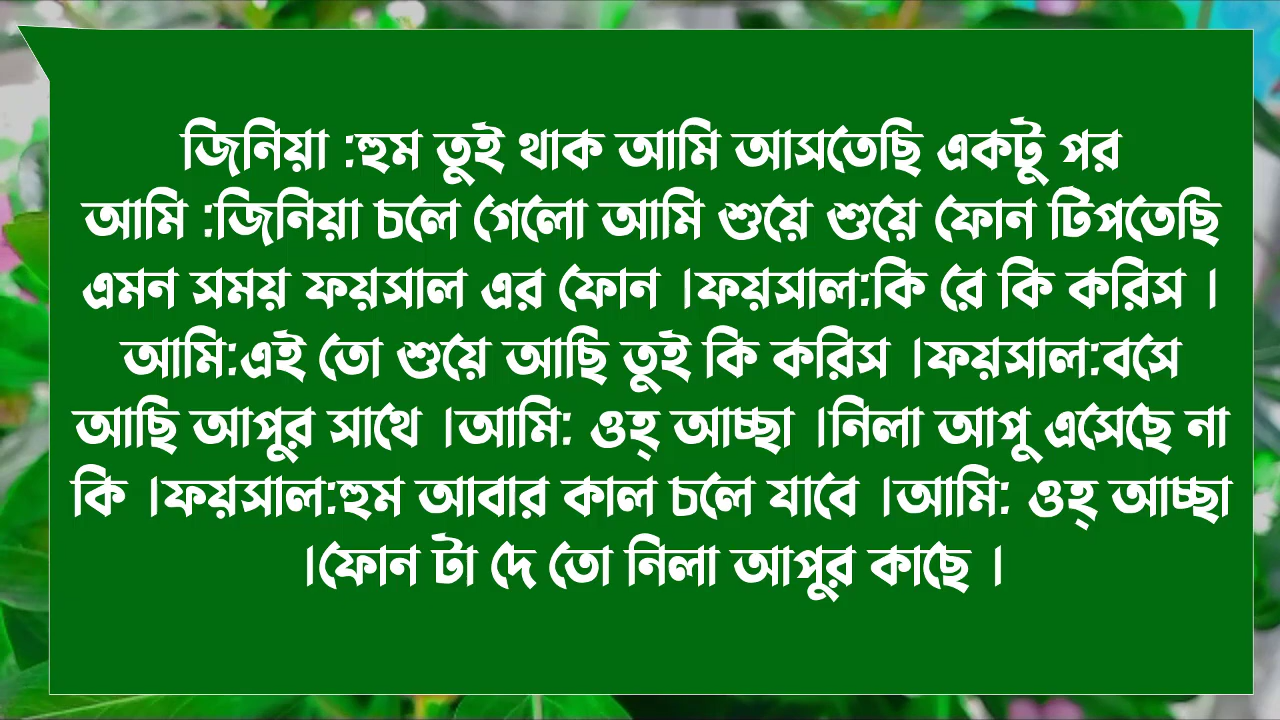 জিনিয়া :হুম তুই থাক আমি আসতেছি একটু পর
আমি :জিনিয়া চলে গেলো আমি শুয়ে শুয়ে ফোন টিপতেছি
এমন সময় ফয়সাল এর ফোন ।ফয়সাল:কি রে কি করিস ।
আমি:এই তো শুয়ে আছি তুই কি করিস ।ফয়সাল:বসে
আছি আপুর সাথে ।আমি: ওহ্ আচ্ছা ।নিলা আপু এসেছে না
কি ।ফয়সাল:হুম আবার কাল চলে যাবে ।আমি: ওহ্ আচ্ছা
।ফোন টা দে তো নিলা আপুর কাছে ।